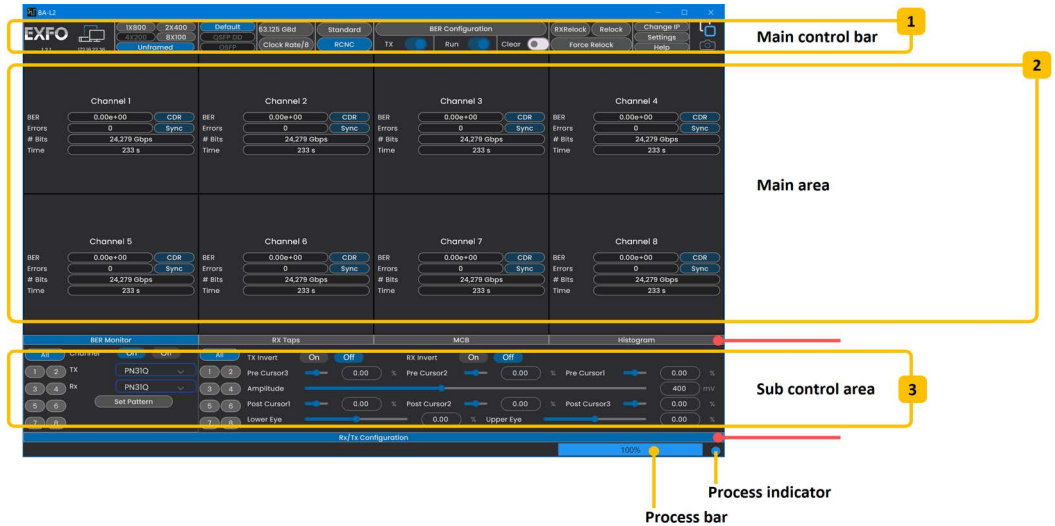 BA-L2
EXFO
1X800 2X400
4X200 8X100
Unframed
Default
QSFP DD
OSFP
53.125 GBd
Clock Rate/8
Standard
RCNC
BER Configuration
TX Run Clear
RXRelock Relock
Force Relock
Change IP
Settings
Help
1
Main control bar
2
Main area
Channel 1
BER 0.00e+00 CDR
Errors 0 Sync
# Bits 24,279 Gbps
Time 233 s
Channel 2
BER 0.00e+00 CDR
Errors 0 Sync
# Bits 24,279 Gbps
Time 233 s
Channel 3
BER 0.00e+00 CDR
Errors 0 Sync
# Bits 24,279 Gbps
Time 233 s
Channel 4
BER 0.00e+00 CDR
Errors 0 Sync
# Bits 24,279 Gbps
Time 233 s
Channel 5
BER 0.00e+00 CDR
Errors 0 Sync
# Bits 24,279 Gbps
Time 233 s
Channel 6
BER 0.00e+00 CDR
Errors 0 Sync
# Bits 24,279 Gbps
Time 233 s
Channel 7
BER 0.00e+00 CDR
Errors 0 Sync
# Bits 24,279 Gbps
Time 233 s
Channel 8
BER 0.00e+00 CDR
Errors 0 Sync
# Bits 24,279 Gbps
Time 233 s
BER Monitor RX Taps MCB Histogram
All Channel On Off
1 2 TX PN31Q
3 4 Rx PN31Q
5 6 Set Pattern
7 8
All TX Invert On Off RX Invert On Off
1 2 Pre Cursor3 0.00 % Pre Cursor2 0.00 % Pre Cursor1 0.00 %
3 4 Amplitude 400 mV
5 6 Post Cursor1 0.00 % Post Cursor2 0.00 % Post Cursor3 0.00 %
7 8 Lower Eye 0.00 % Upper Eye 0.00 %
Sub control area
3
Rx/Tx Configuration
100%
Process indicator
Process bar